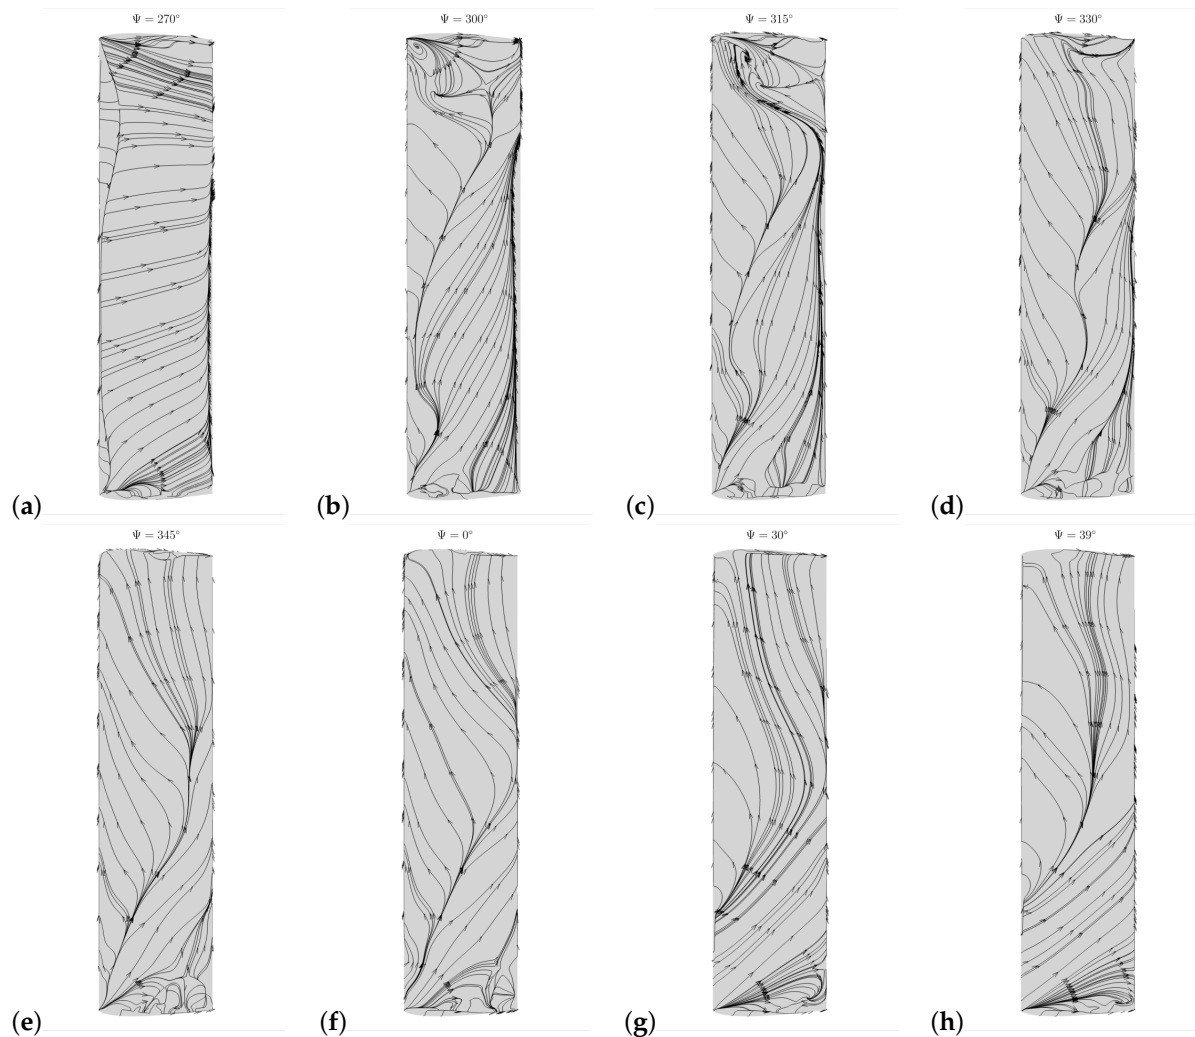 Ψ = 270°
Ψ = 300°
Ψ = 315°
Ψ = 330°
(a)
(b)
(c)
(d)
Ψ = 345°
Ψ = 0°
Ψ = 30°
Ψ = 39°
(e)
(f)
(g)
(h)